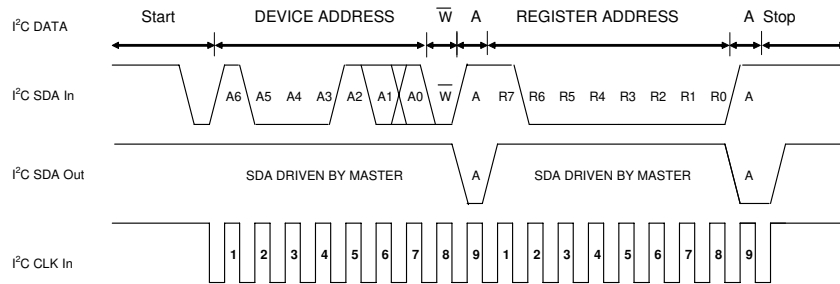 I²C DATA Start DEVICE ADDRESS W̅ A REGISTER ADDRESS A Stop
I²C SDA In A6 A5 A4 A3 A2 A1 A0 W̅ A R7 R6 R5 R4 R3 R2 R1 R0 A
I²C SDA Out SDA DRIVEN BY MASTER A SDA DRIVEN BY MASTER A
I²C CLK In 1 2 3 4 5 6 7 8 9 1 2 3 4 5 6 7 8 9